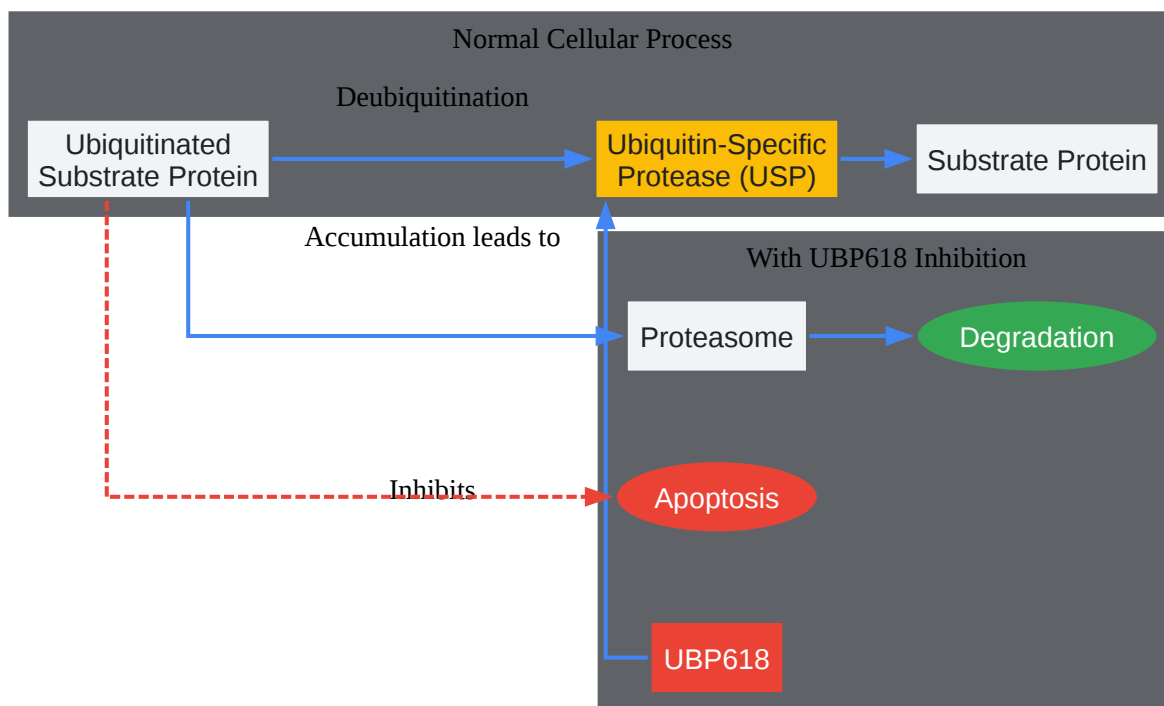 Normal Cellular Process
Deubiquitination
Ubiquitinated
Substrate Protein
Ubiquitin-Specific
Protease (USP)
Substrate Protein
Accumulation leads to
With UBP618 Inhibition
Proteasome
Degradation
Inhibits
Apoptosis
UBP618